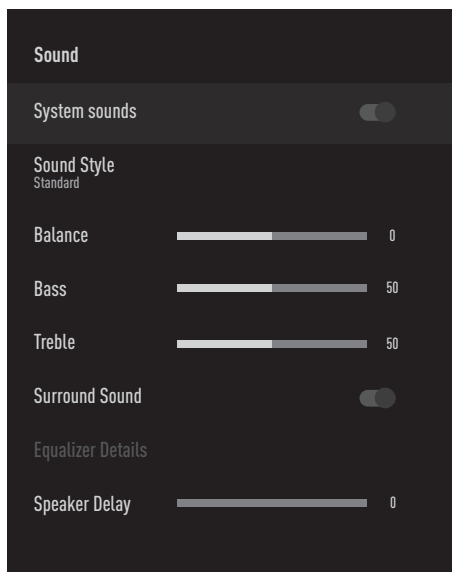 Sound
System sounds
Sound Style
Standard
Balance 0
Bass 50
Treble 50
Surround Sound
Equalizer Details
Speaker Delay 0